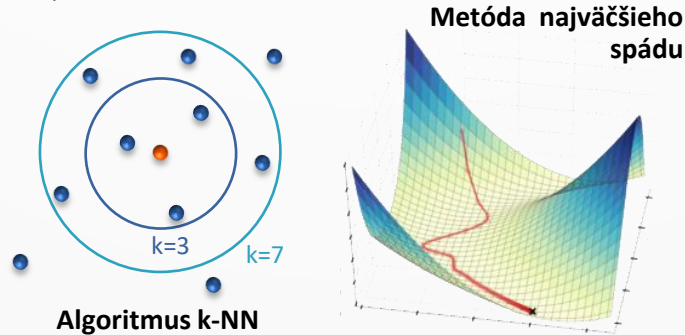 Metóda najväčšieho
spádu
k=3
k=7
Algoritmus k-NN